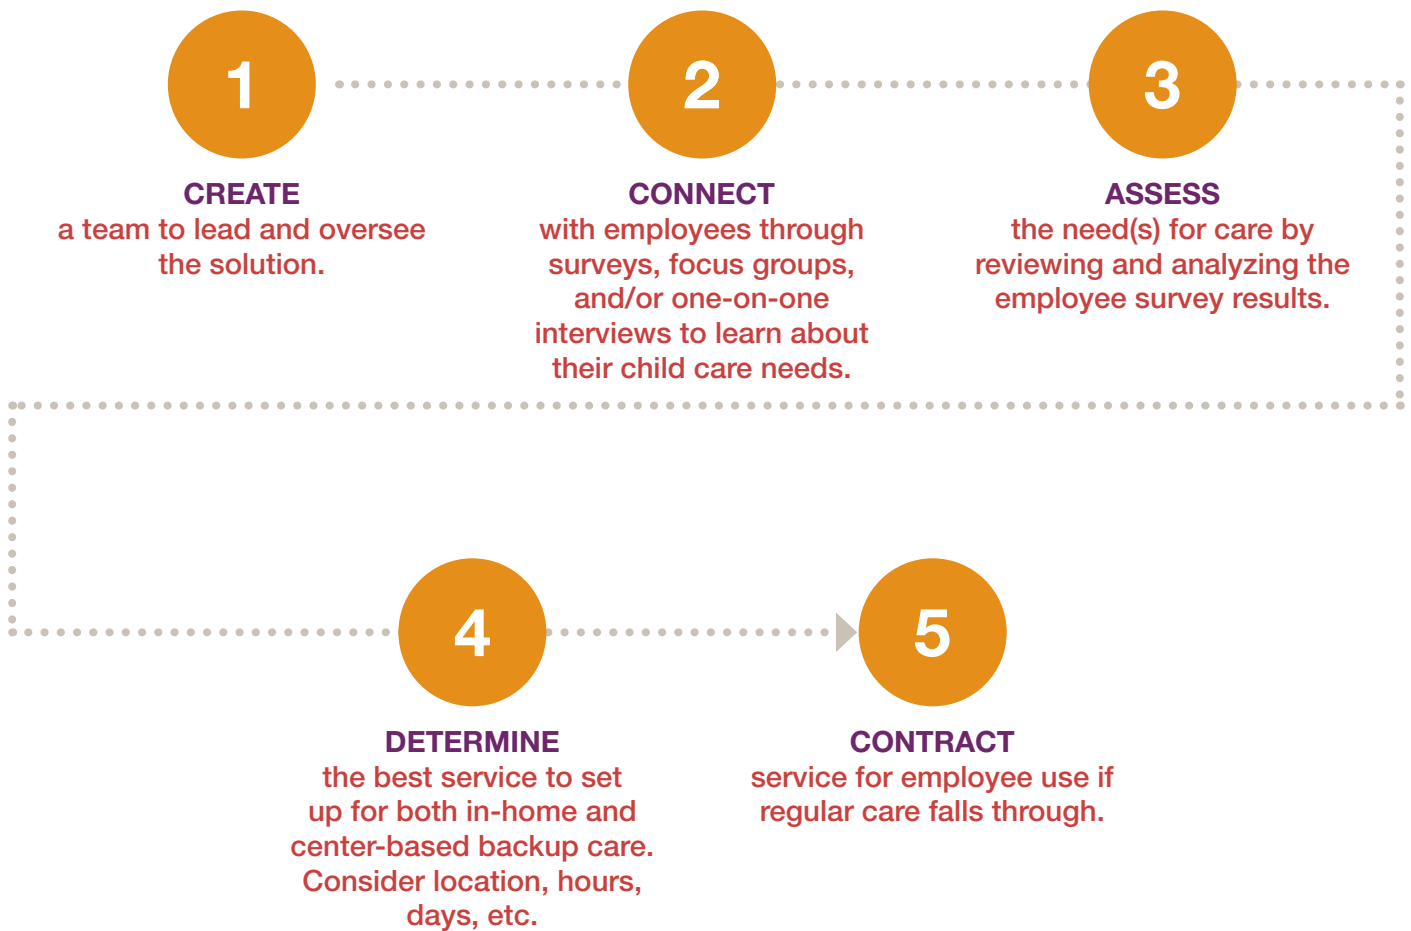 1
CREATE
a team to lead and oversee
the solution.
2
CONNECT
with employees through
surveys, focus groups,
and/or one-on-one
interviews to learn about
their child care needs.
3
ASSESS
the need(s) for care by
reviewing and analyzing the
employee survey results.
4
DETERMINE
the best service to set
up for both in-home and
center-based backup care.
Consider location, hours,
days, etc.
5
CONTRACT
service for employee use if
regular care falls through.